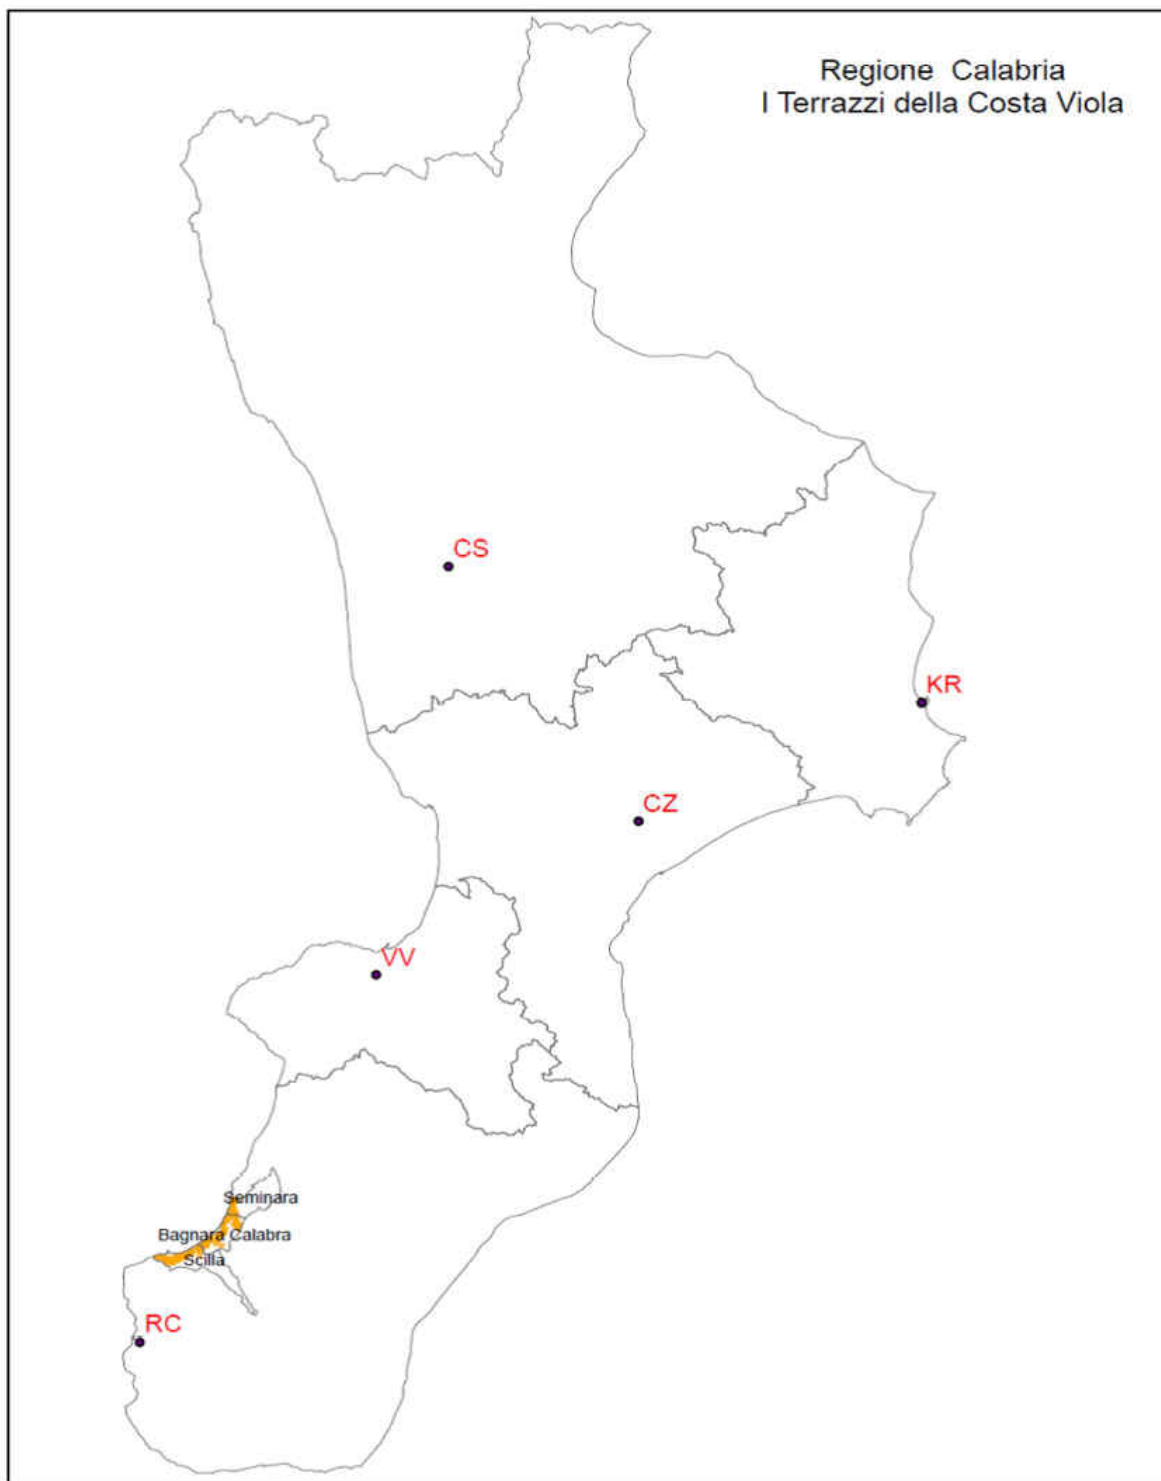 Regione Calabria
I Terrazzi della Costa Viola
CS
KR
CZ
VV
Seminara
Bagnara Calabra
Scilla
RC